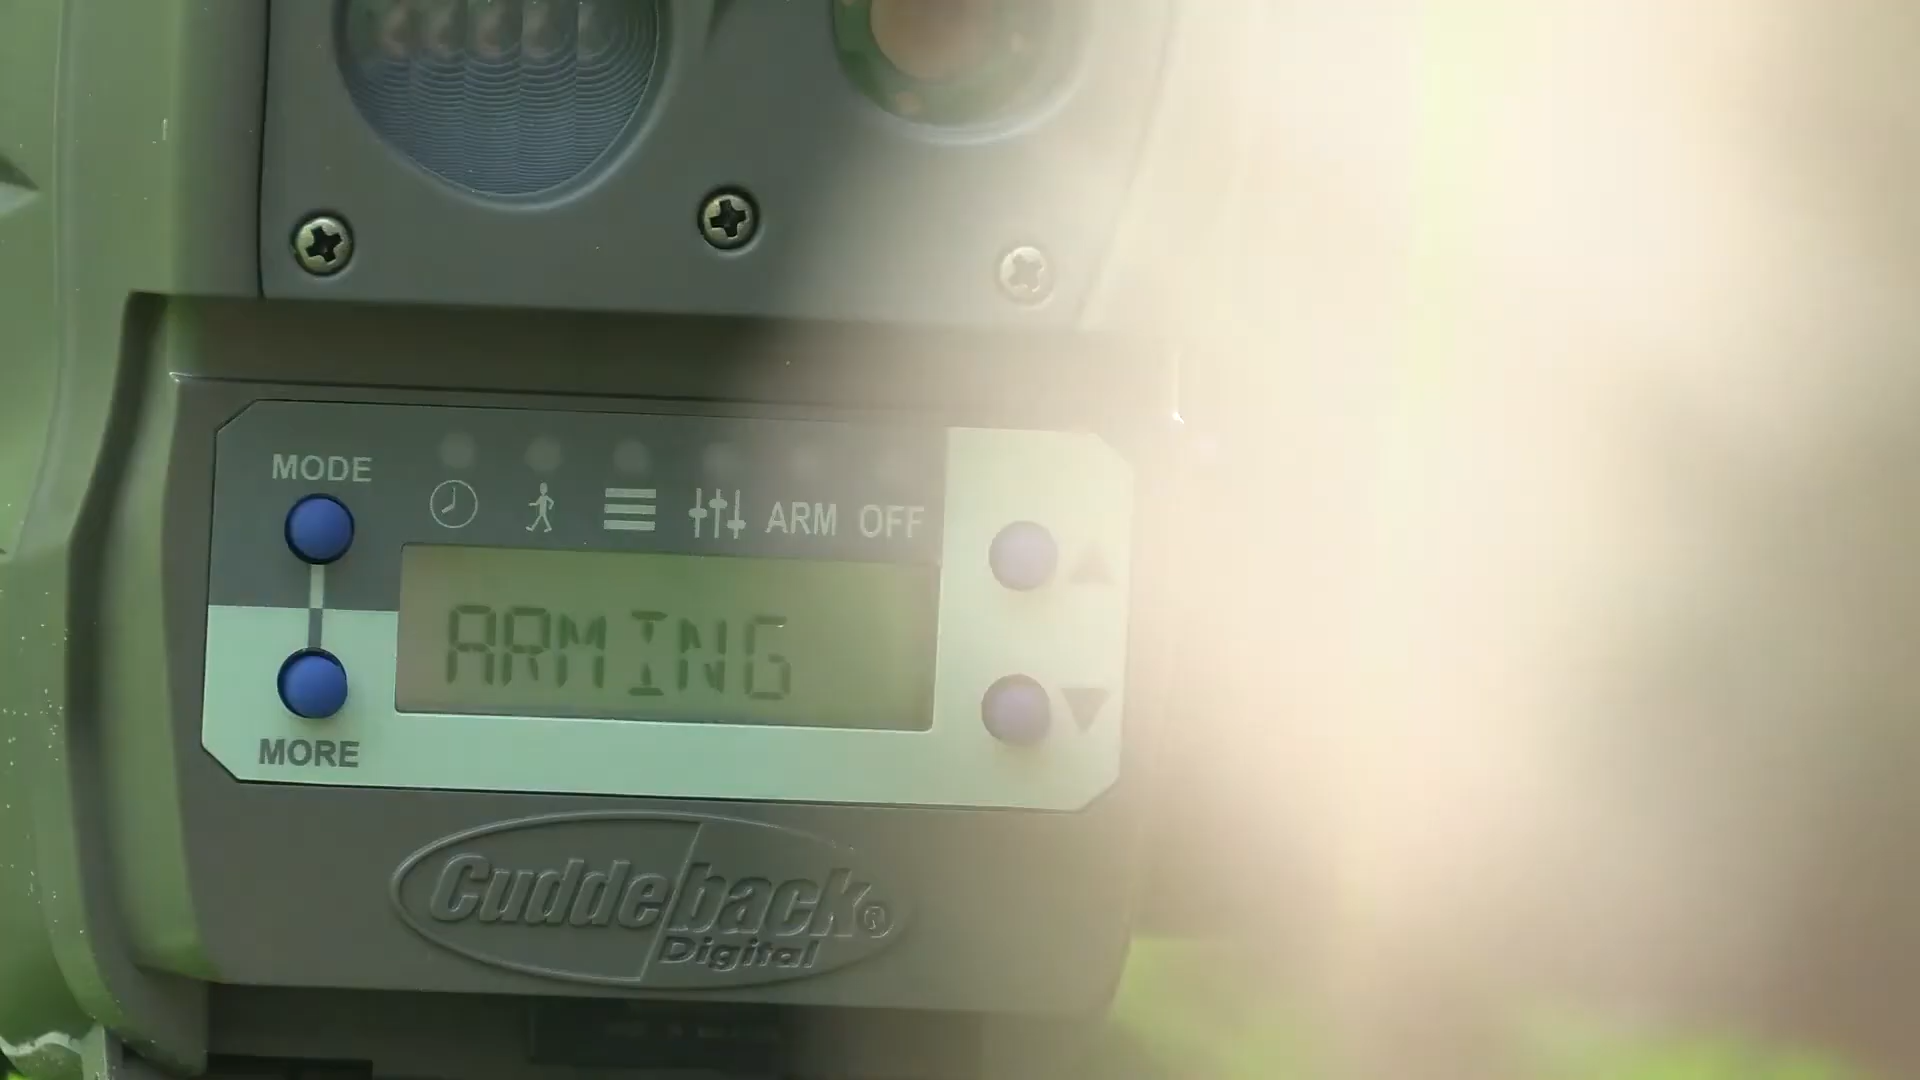 MODE
ARM OFF
ARMING
MORE
Cuddeback®
Digital